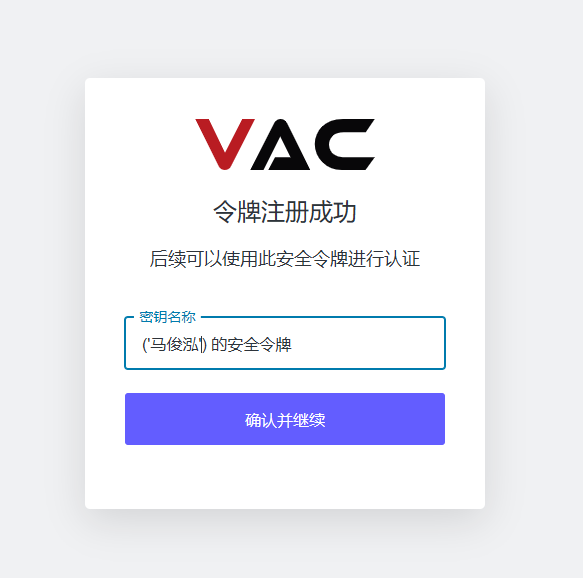 VAC
令牌注册成功
后续可以使用此安全令牌进行认证
密钥名称
('马俊泓') 的安全令牌
确认并继续